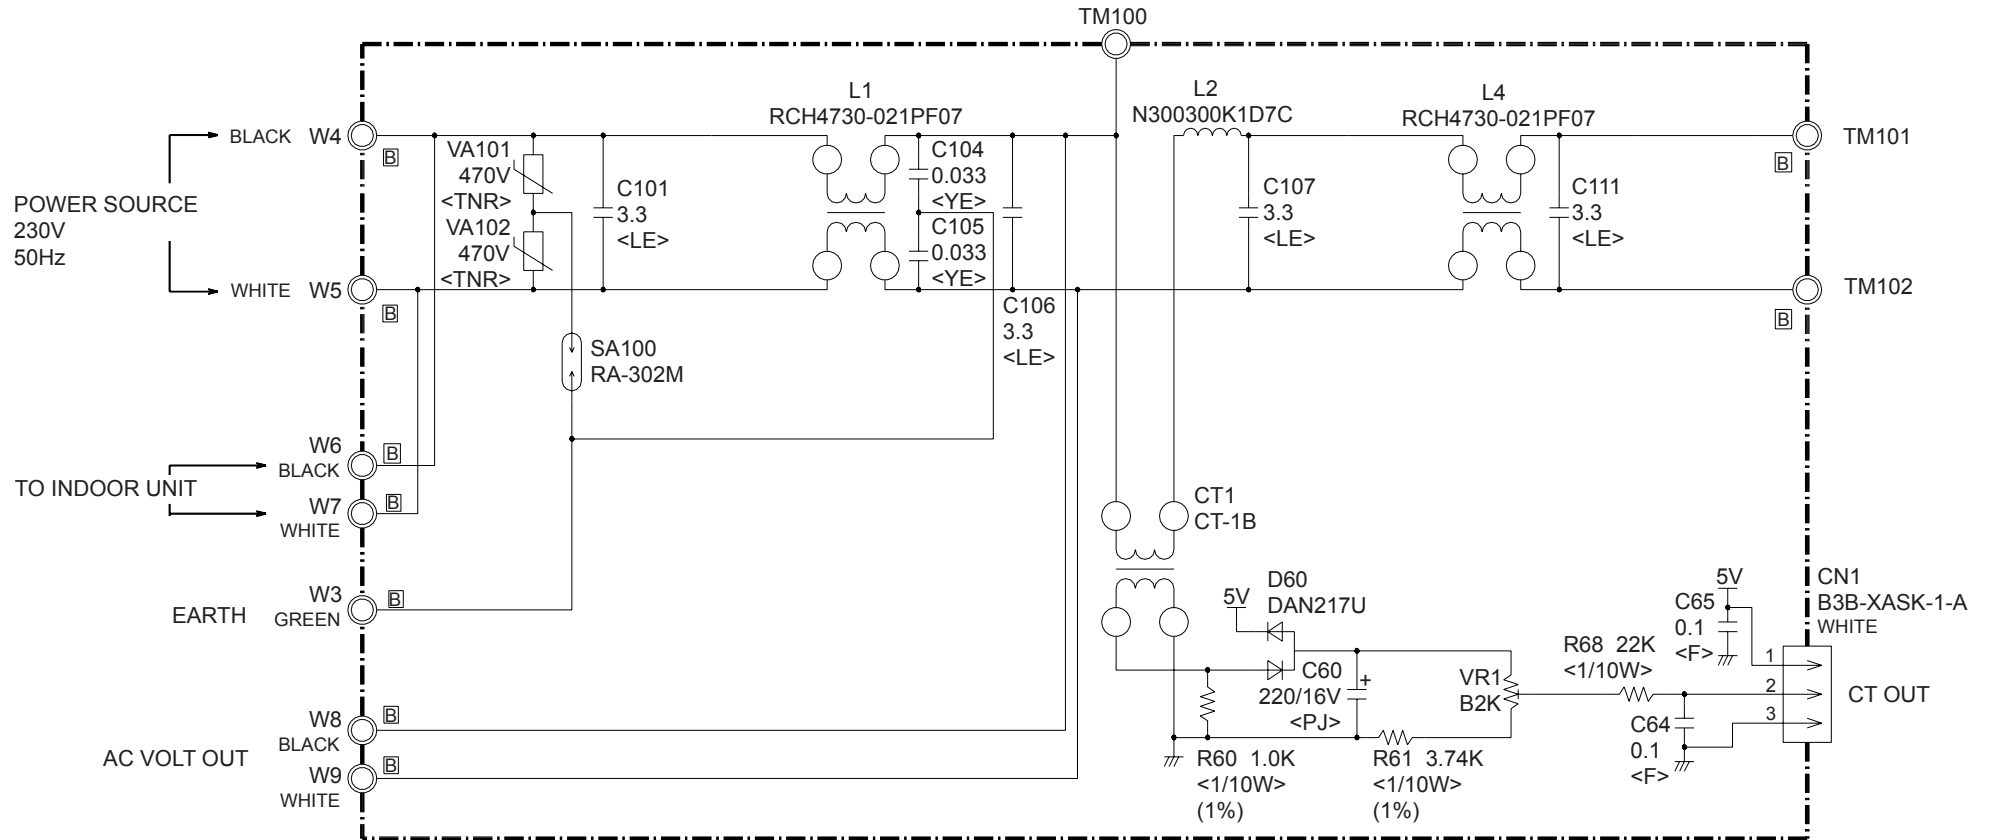 TM100
L1
RCH4730-021PF07
L2
N300300K1D7C
L4
RCH4730-021PF07
BLACK W4
B
VA101
470V
<TNR>
VA102
470V
<TNR>
C101
3.3
<LE>
C104
0.033
<YE>
C105
0.033
<YE>
C106
3.3
<LE>
C107
3.3
<LE>
C111
3.3
<LE>
TM101
B
TM102
B
POWER SOURCE
230V
50Hz
WHITE W5
B
SA100
RA-302M
TO INDOOR UNIT
W6
BLACK
B
W7
WHITE
B
EARTH
W3
GREEN
B
AC VOLT OUT
W8
BLACK
B
W9
WHITE
B
CT1
CT-1B
5V
D60
DAN217U
C60
220/16V
+
<PJ>
R60 1.0K
<1/10W>
(1%)
R61 3.74K
<1/10W>
(1%)
VR1
B2K
R68 22K
<1/10W>
5V
C65
0.1
<F>
C64
0.1
<F>
CN1
B3B-XASK-1-A
WHITE
1
2
3
CT OUT